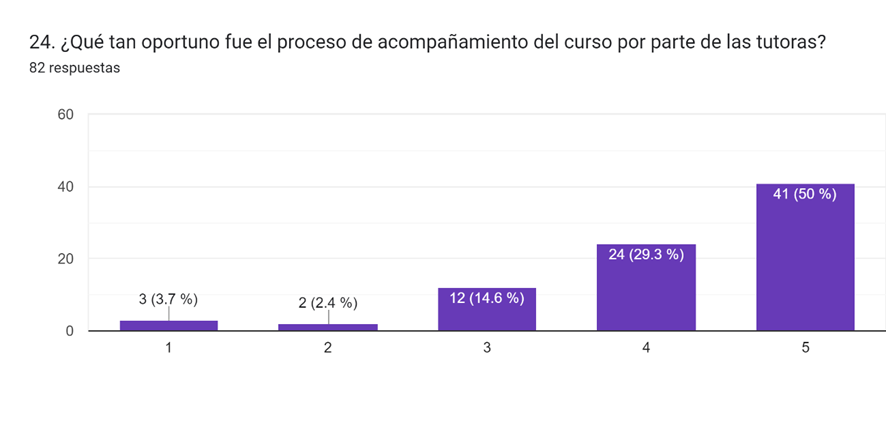 24. ¿Qué tan oportuno fue el proceso de acompañamiento del curso por parte de las tutoras?
82 respuestas
60
40
20
0
3 (3.7 %)
2 (2.4 %)
12 (14.6 %)
24 (29.3 %)
41 (50 %)
1
2
3
4
5